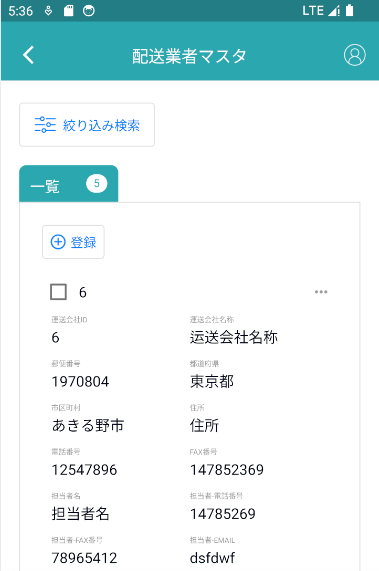 5:36 LTE
配送業者マスタ
絞り込み検索
一覧 5
登録
6
運送会社ID 運送会社名称
6 运送会社名称
郵便番号 都道府県
1970804 東京都
市区町村 住所
あきる野市 住所
電話番号 FAX番号
12547896 147852369
担当者名 担当者-電話番号
担当者名 14785269
担当者-FAX番号 担当者-EMAIL
78965412 dsfdwf